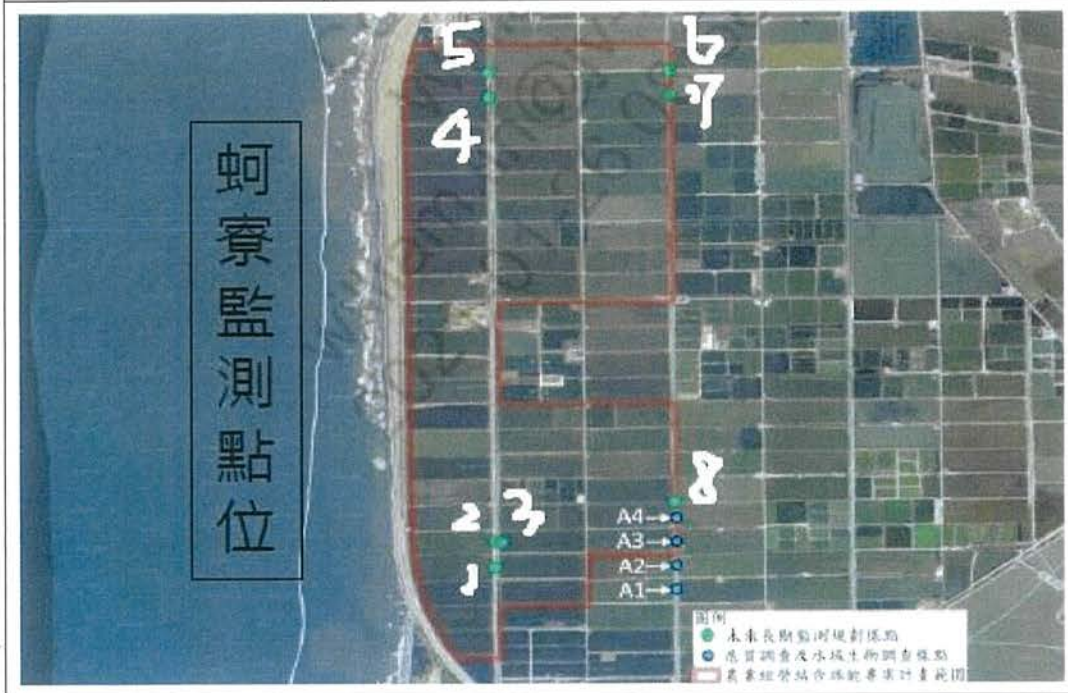 蚵寮監測點位
5
6
4
7
8
2 3
1
A4
A3
A2
A1
圖例
未來長期監測規劃樣點
底質調查及水域生物調查樣點
農業經營結合綠能專案計畫範圍